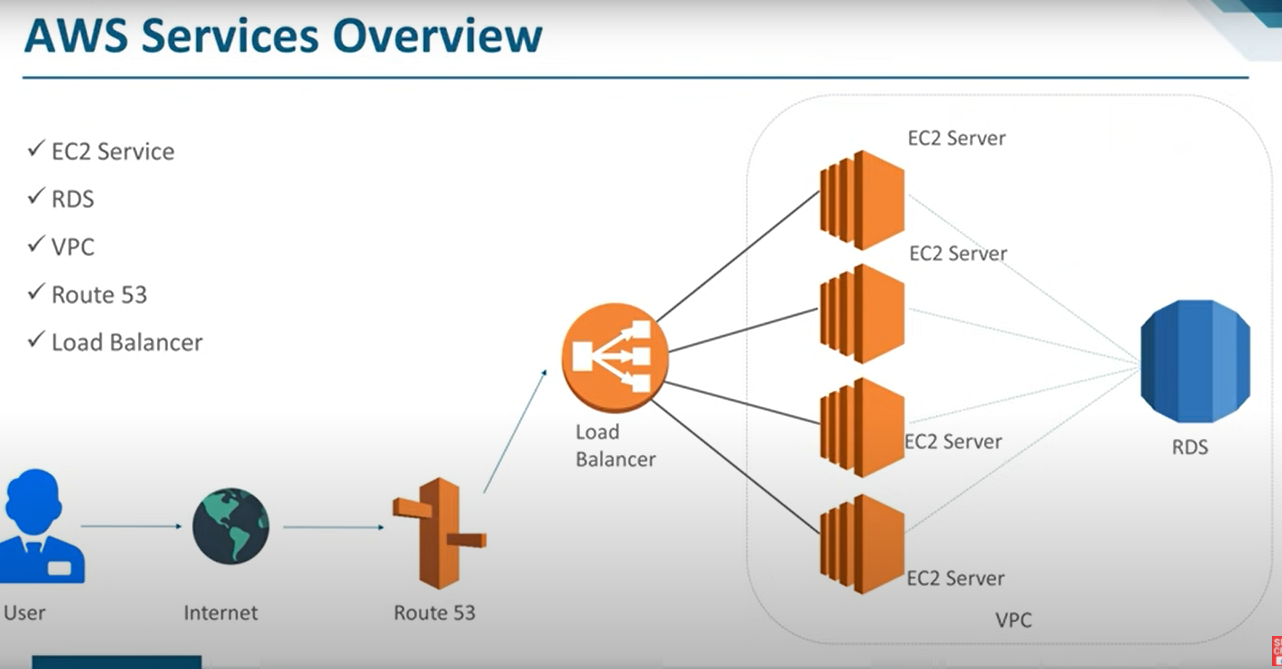 AWS Services Overview
✓ EC2 Service
✓ RDS
✓ VPC
✓ Route 53
✓ Load Balancer
EC2 Server
EC2 Server
Load
Balancer
EC2 Server
RDS
EC2 Server
User
Internet
Route 53
VPC